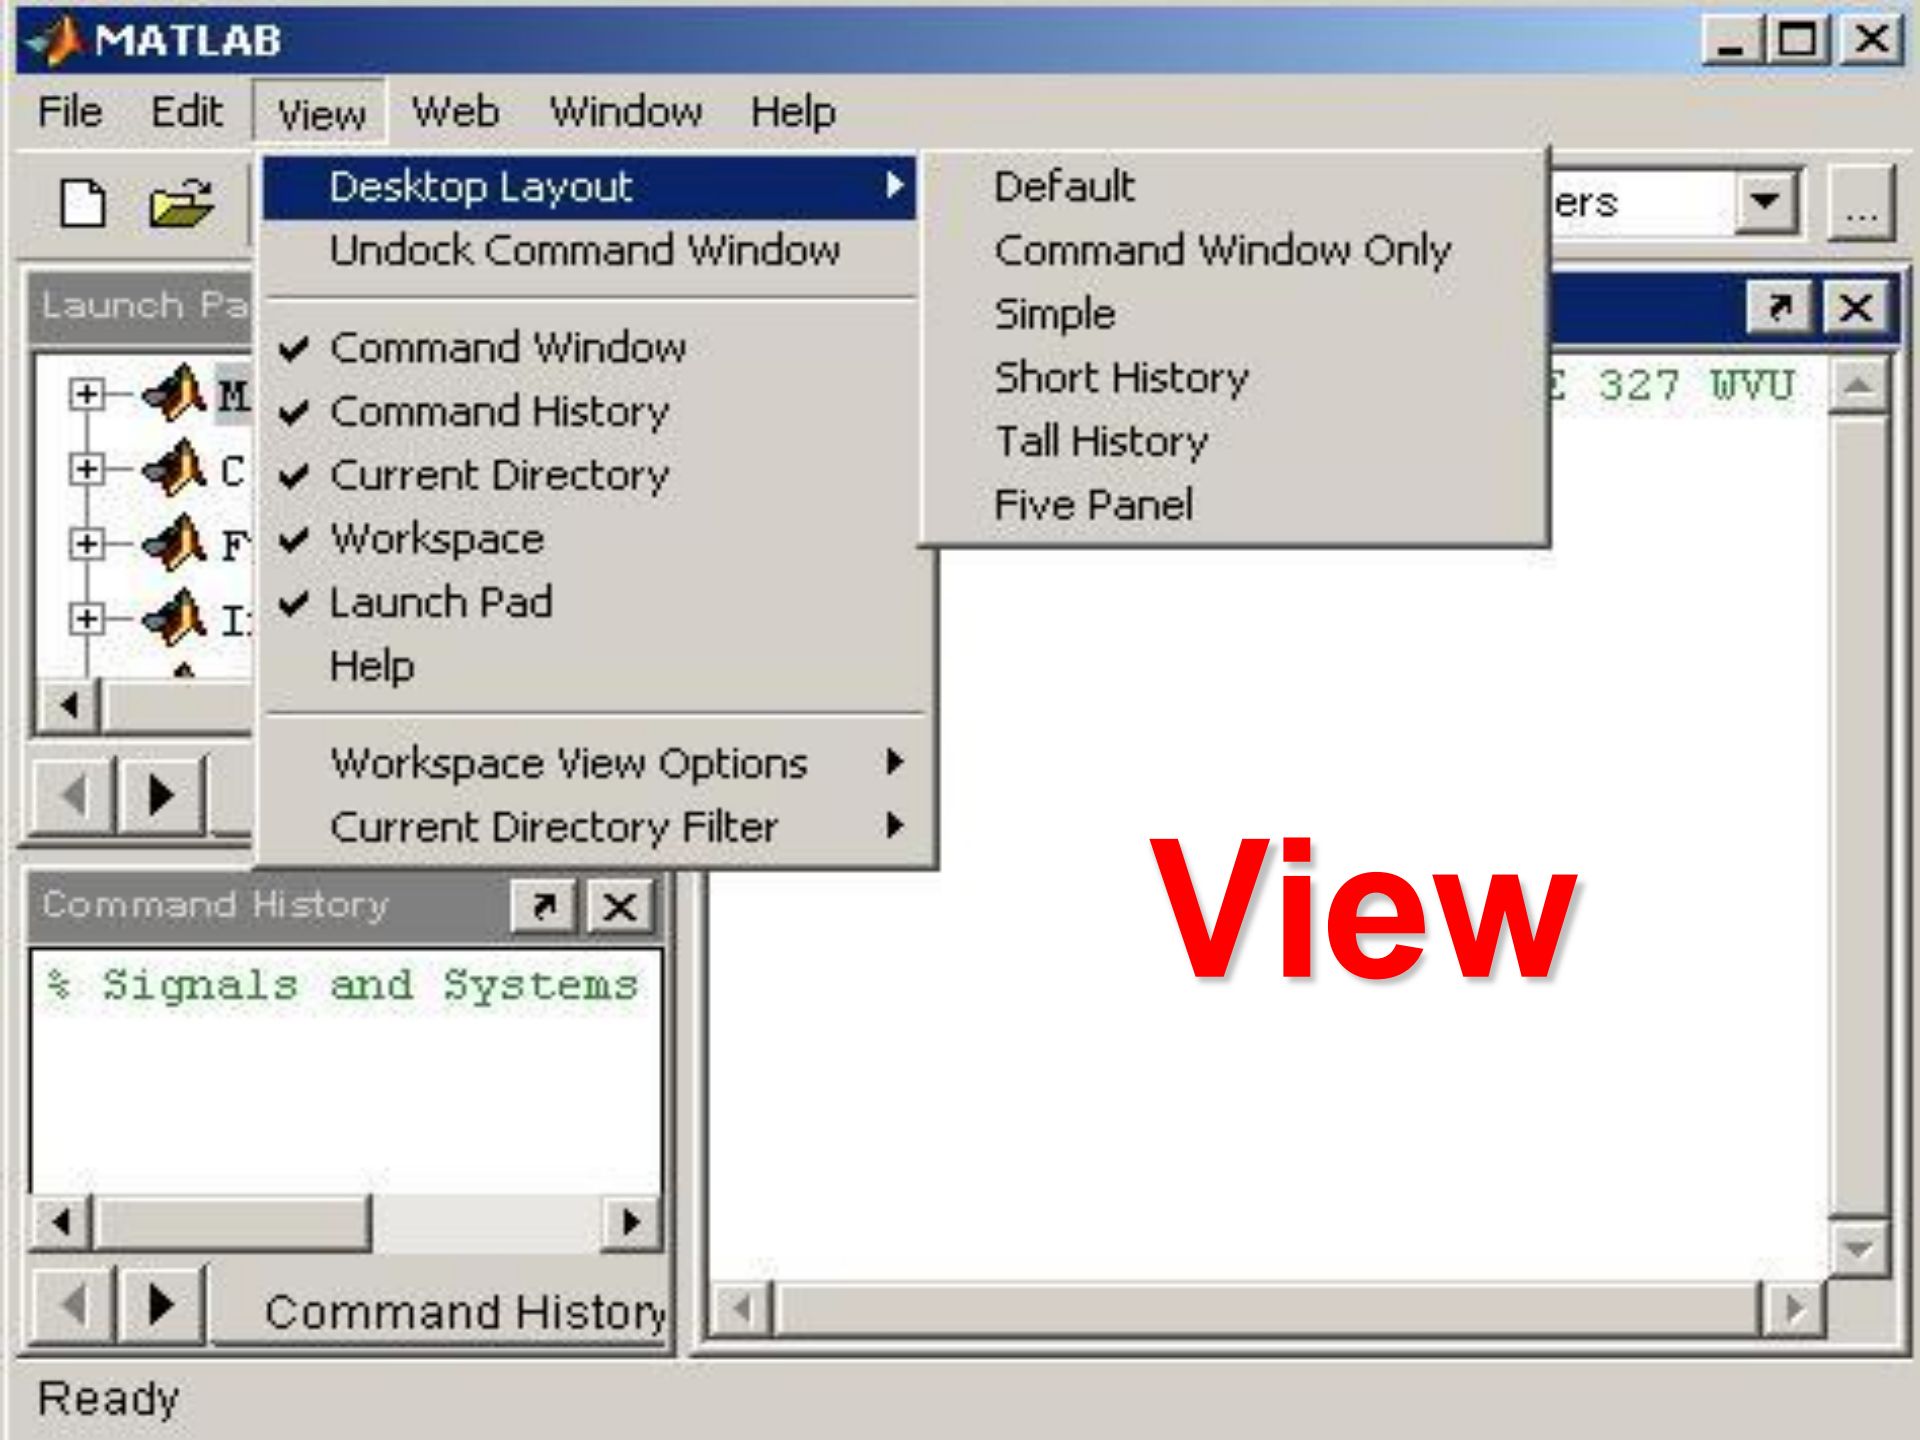 MATLAB
File Edit View Web Window Help
Desktop Layout
Undock Command Window
Command Window
Command History
Current Directory
Workspace
Launch Pad
Help
Workspace View Options
Current Directory Filter
Default
Command Window Only
Simple
Short History
Tall History
Five Panel
ers ...
Launch Pa
M
C
F
I
327 WVU
View
Command History
% Signals and Systems
Command History
Ready